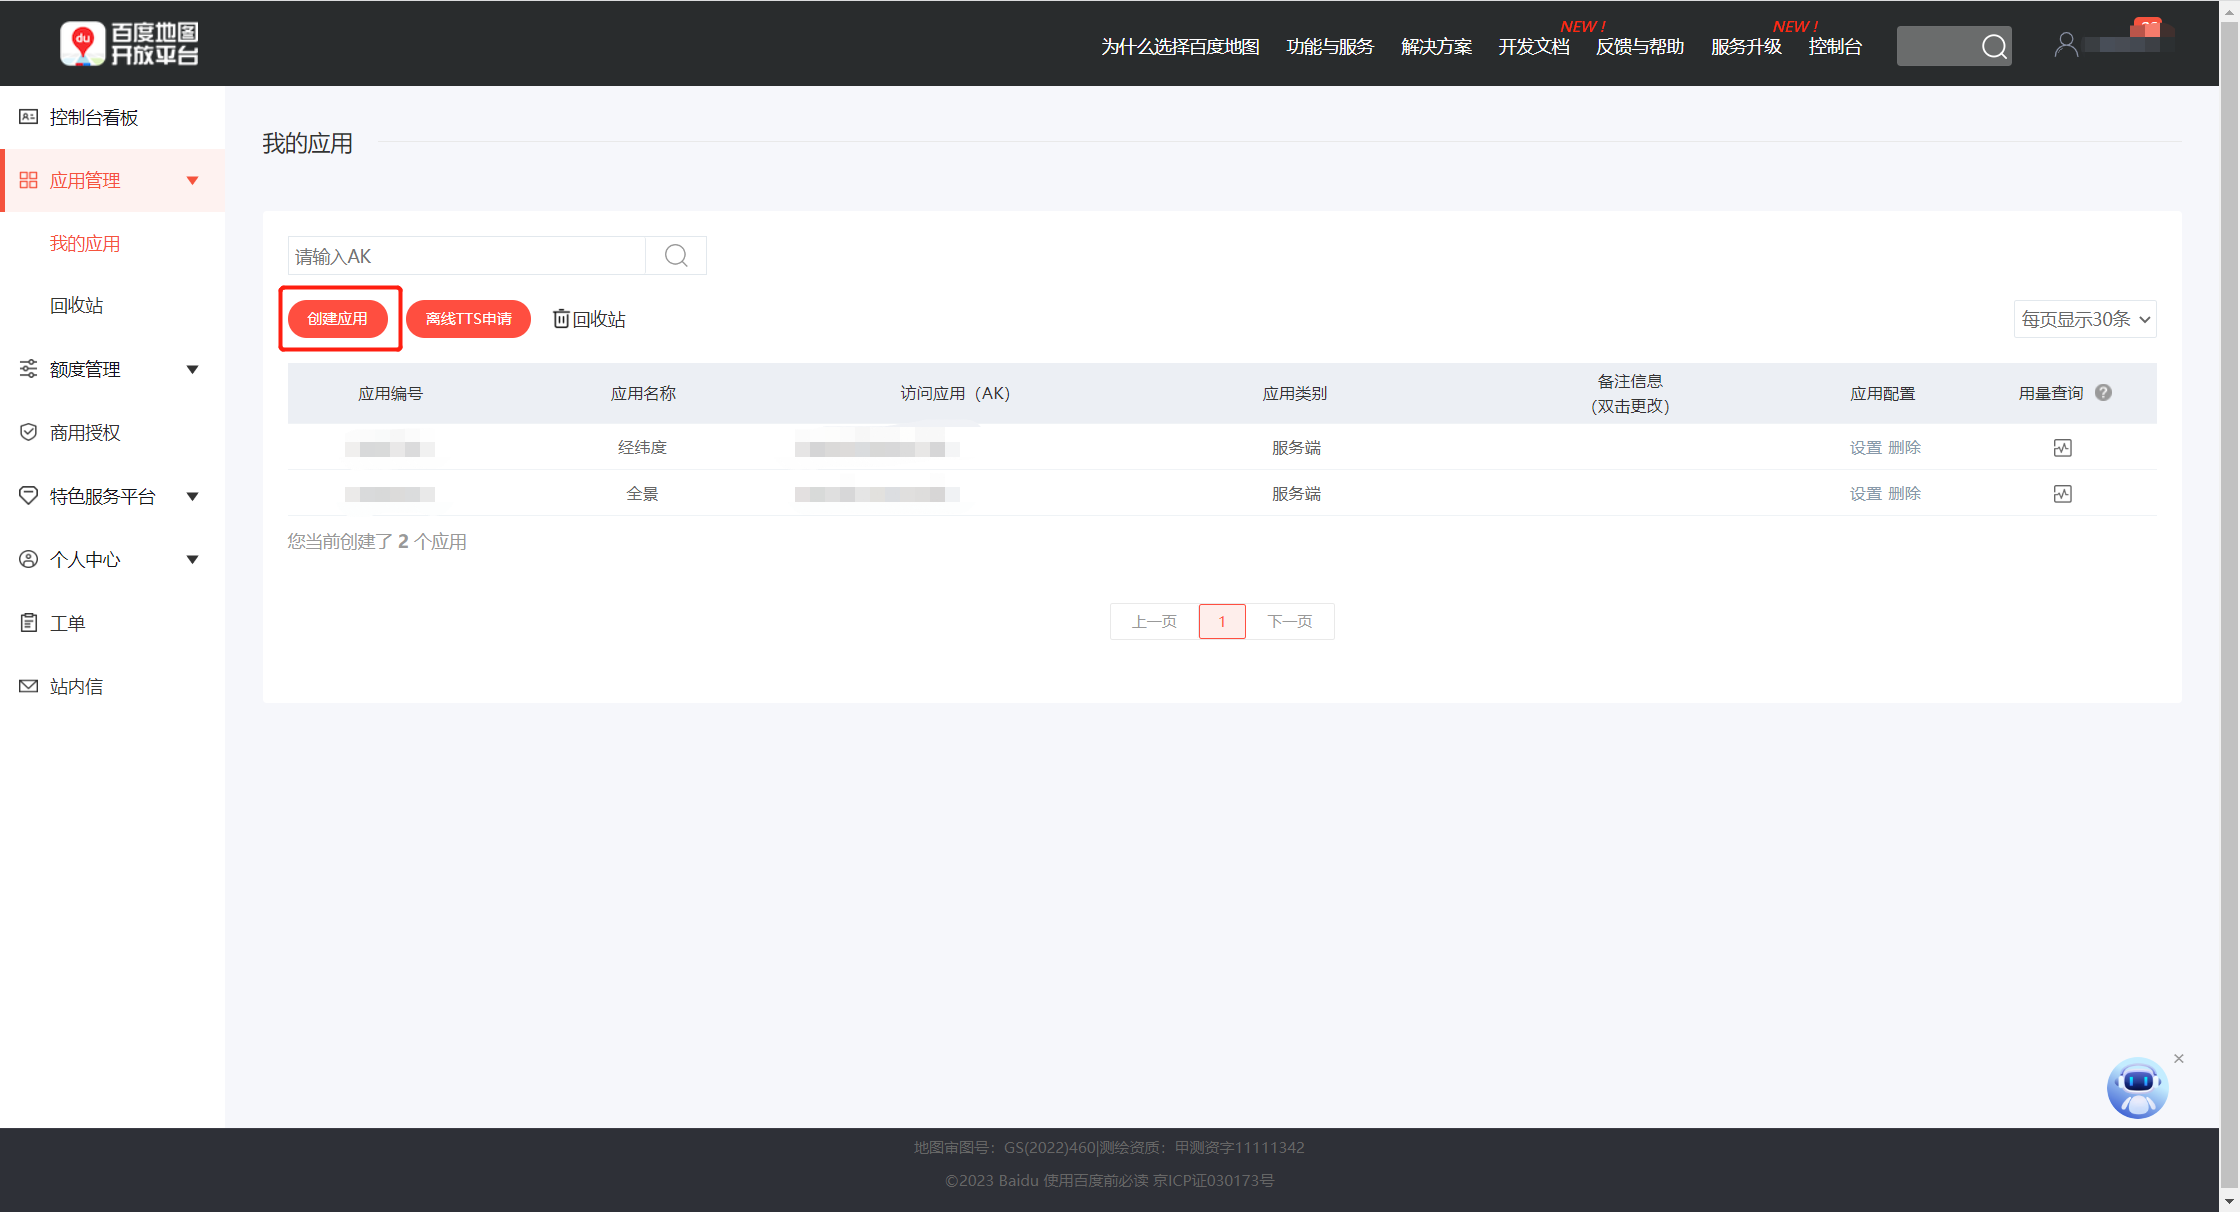 百度地图
开放平台
为什么选择百度地图 功能与服务 解决方案 开发文档 NEW ! 反馈与帮助 服务升级 NEW ! 控制台
控制台看板
应用管理
我的应用
回收站
额度管理
商用授权
特色服务平台
个人中心
工单
站内信
我的应用
请输入AK
创建应用 离线TTS申请 回收站 每页显示30条
应用编号 应用名称 访问应用（AK） 应用类别 备注信息 (双击更改) 应用配置 用量查询 ?
经纬度 服务端 设置 删除
全景 服务端 设置 删除
您当前创建了 2 个应用
上一页 1 下一页
地图审图号：GS(2022)460|测绘资质：甲测资字11111342
©2023 Baidu 使用百度前必读 京ICP证030173号